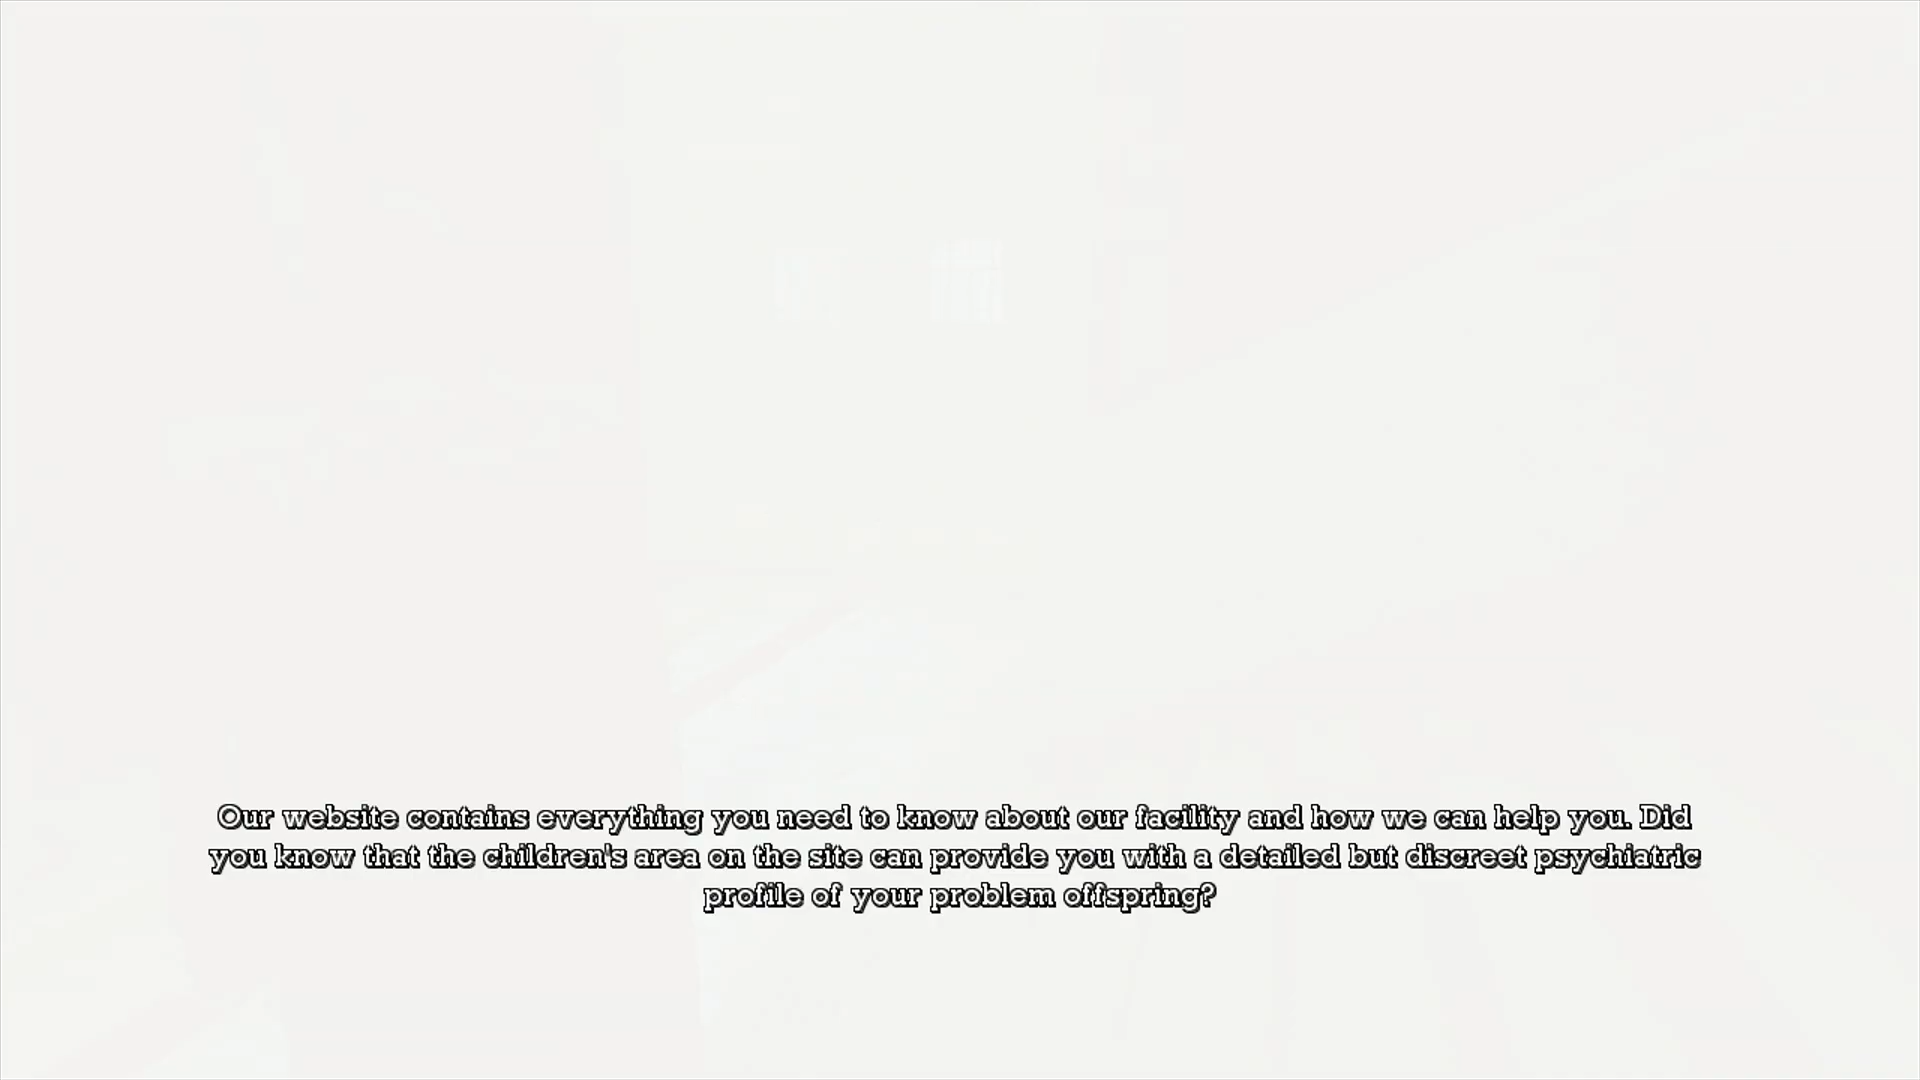 Our website contains everything you need to know about our facility and how we can help you. Did
you know that the children's area on the site can provide you with a detailed but discreet psychiatric
profile of your problem offspring?